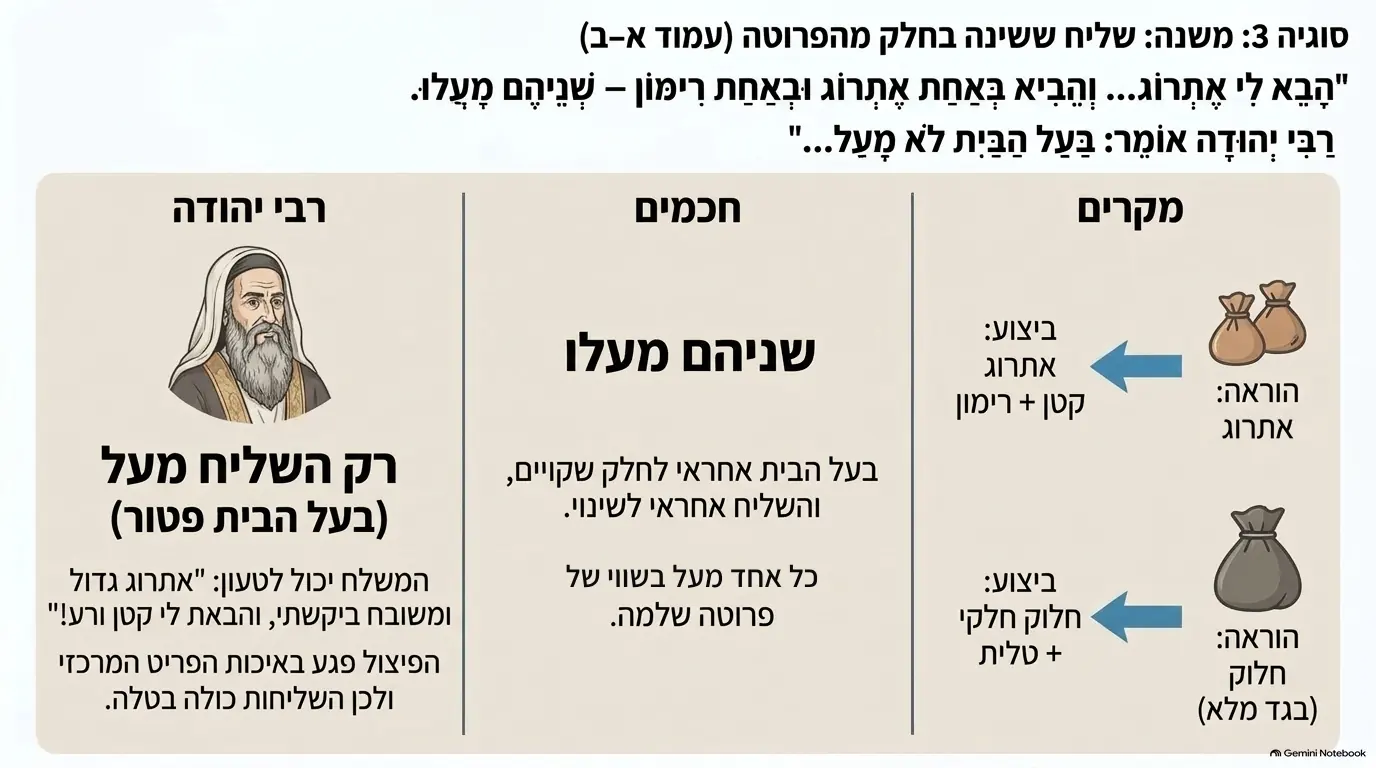 סוגיה 3: משנה: שליח ששינה בחלק מהפרוטה (עמוד א–ב)
"הָבֵא לִי אֶתְרוֹג... וְהֵבִיא בְּאַחַת אֶתְרוֹג וּבְאַחַת רִימּוֹן – שְׁנֵיהֶם מָעֲלוּ.
רַבִּי יְהוּדָה אוֹמֵר: בַּעַל הַבַּיִת לֹא מָעַל..."
מקרים
הוראה:
אתרוג
ביצוע:
אתרוג
קטן + רימון
הוראה:
חלוק
(בגד מלא)
ביצוע:
חלוק חלקי
+ טלית
חכמים
שניהם מעלו
בעל הבית אחראי לחלק שקויים,
והשליח אחראי לשינוי.
כל אחד מעל בשווי של
פרוטה שלמה.
רבי יהודה
רק השליח מעל
(בעל הבית פטור)
המשלח יכול לטעון: "אתרוג גדול
ומשובח ביקשתי, והבאת לי קטן ורע!"
הפיצול פגע באיכות הפריט המרכזי
ולכן השליחות כולה בטלה.
Gemini Notebook